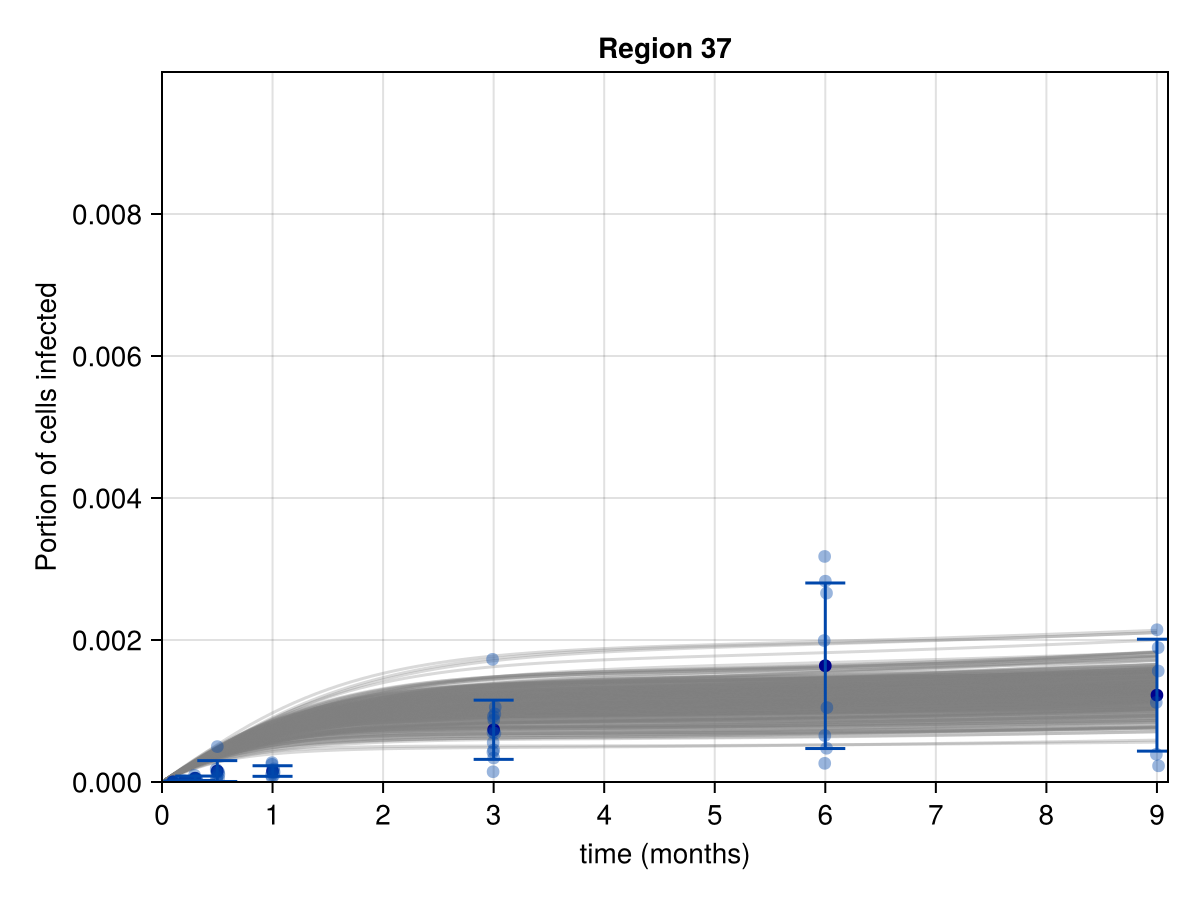 Region 37
Portion of cells infected
0.008
0.006
0.004
0.002
0.000
0 1 2 3 4 5 6 7 8 9
time (months)